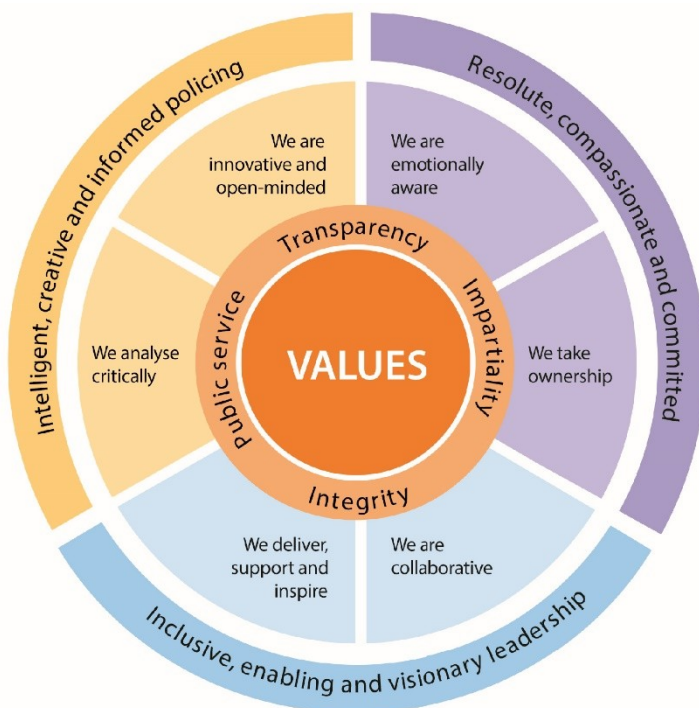 Intelligent, creative and informed policing
Resolute, compassionate and committed
We are
innovative and
open-minded
We are
emotionally
aware
Transparency
Impartiality
Public service
VALUES
We analyse
critically
We take
ownership
Integrity
We deliver,
support and
inspire
We are
collaborative
Inclusive, enabling and visionary leadership